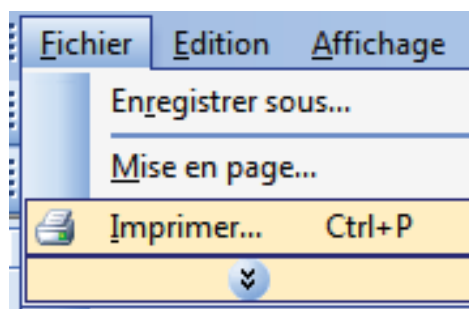 Fichier Edition Affichage
Enregistrer sous...
Mise en page...
Imprimer... Ctrl+P